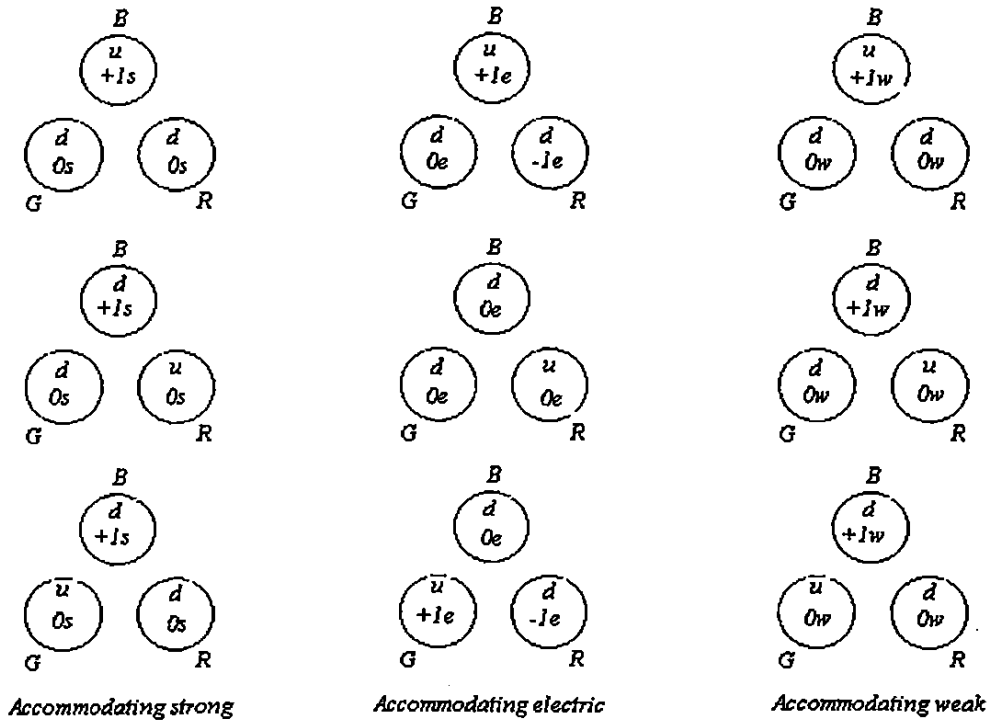 B B B
u u u
+1s +1e +1w
d d d d d d
0s 0s 0e -1e 0w 0w
G R G R G R
B B B
d d d
+1s 0e +1w
d u d u d u
0s 0s 0e 0e 0w 0w
G R G R G R
B B B
d d d
+1s 0e +1w
u̅ d u̅ d u̅ d
0s 0s +1e -1e 0w 0w
G R G R G R
Accommodating strong Accommodating electric Accommodating weak